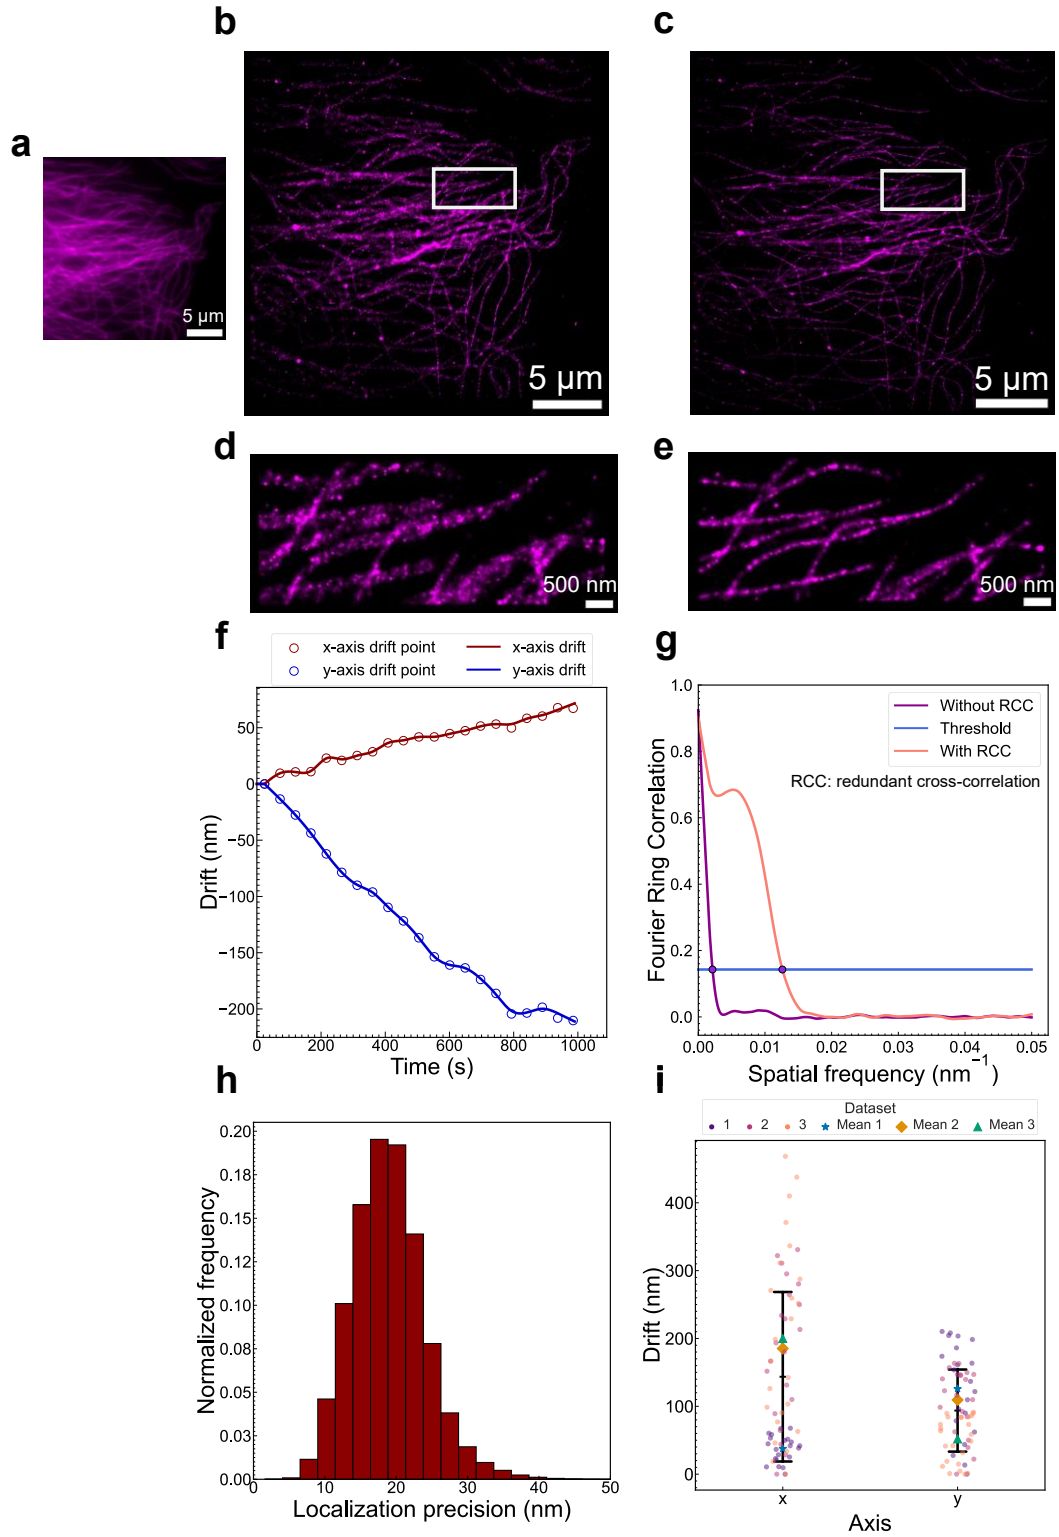 b
c
a
5 μm
5 μm
5 μm
d
e
500 nm
500 nm
f
x-axis drift point
x-axis drift
y-axis drift point
y-axis drift
50
0
−50
−100
−150
−200
Drift (nm)
0
200
400
600
800
1000
Time (s)
g
1.0
0.8
0.6
0.4
0.2
0.0
Fourier Ring Correlation
Without RCC
Threshold
With RCC
RCC: redundant cross-correlation
0.00
0.01
0.02
0.03
0.04
0.05
Spatial frequency (nm⁻¹)
h
0.20
0.18
0.15
0.12
0.10
0.08
0.05
0.03
0.00
Normalized frequency
10
20
30
40
50
Localization precision (nm)
i
Dataset
1
2
3
Mean 1
Mean 2
Mean 3
400
300
200
100
0
Drift (nm)
x
y
Axis